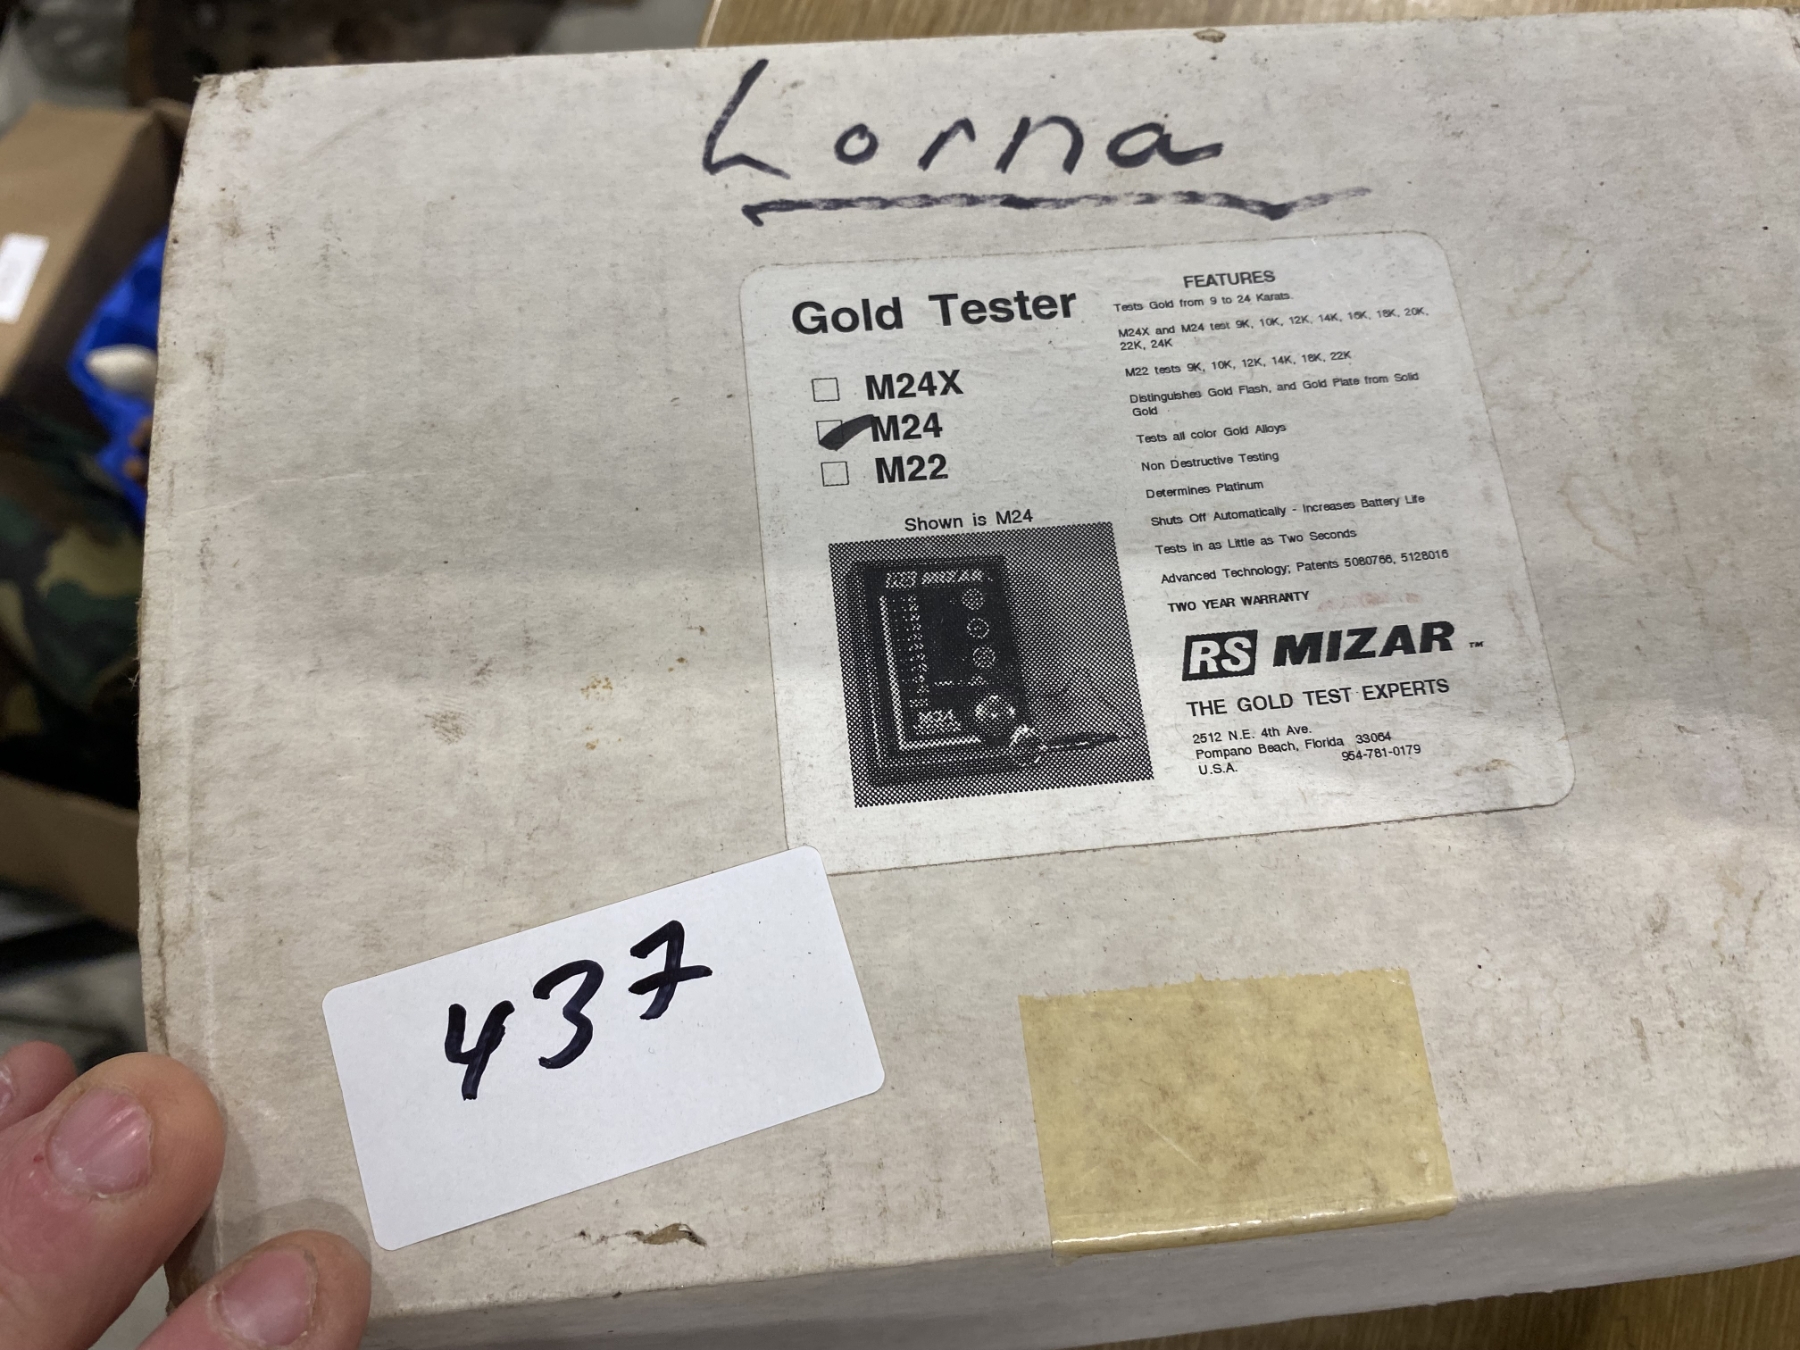 Lorna
Gold Tester
M24X
M24
M22
Shown is M24
RS MIZAR
M24
FEATURES
Tests Gold from 9 to 24 Karats.
M24X and M24 test 9K, 10K, 12K, 14K, 16K, 18K, 20K,
22K, 24K
M22 tests 9K, 10K, 12K, 14K, 18K, 22K
Distinguishes Gold Flash, and Gold Plate from Solid
Gold
Tests all color Gold Alloys
Non Destructive Testing
Determines Platinum
Shuts Off Automatically - Increases Battery Life
Tests in as Little as Two Seconds
Advanced Technology; Patents 5080766, 5128016
TWO YEAR WARRANTY
RS MIZAR ™
THE GOLD TEST EXPERTS
2512 N.E. 4th Ave.
Pompano Beach, Florida 33064
U.S.A. 954-781-0179
437